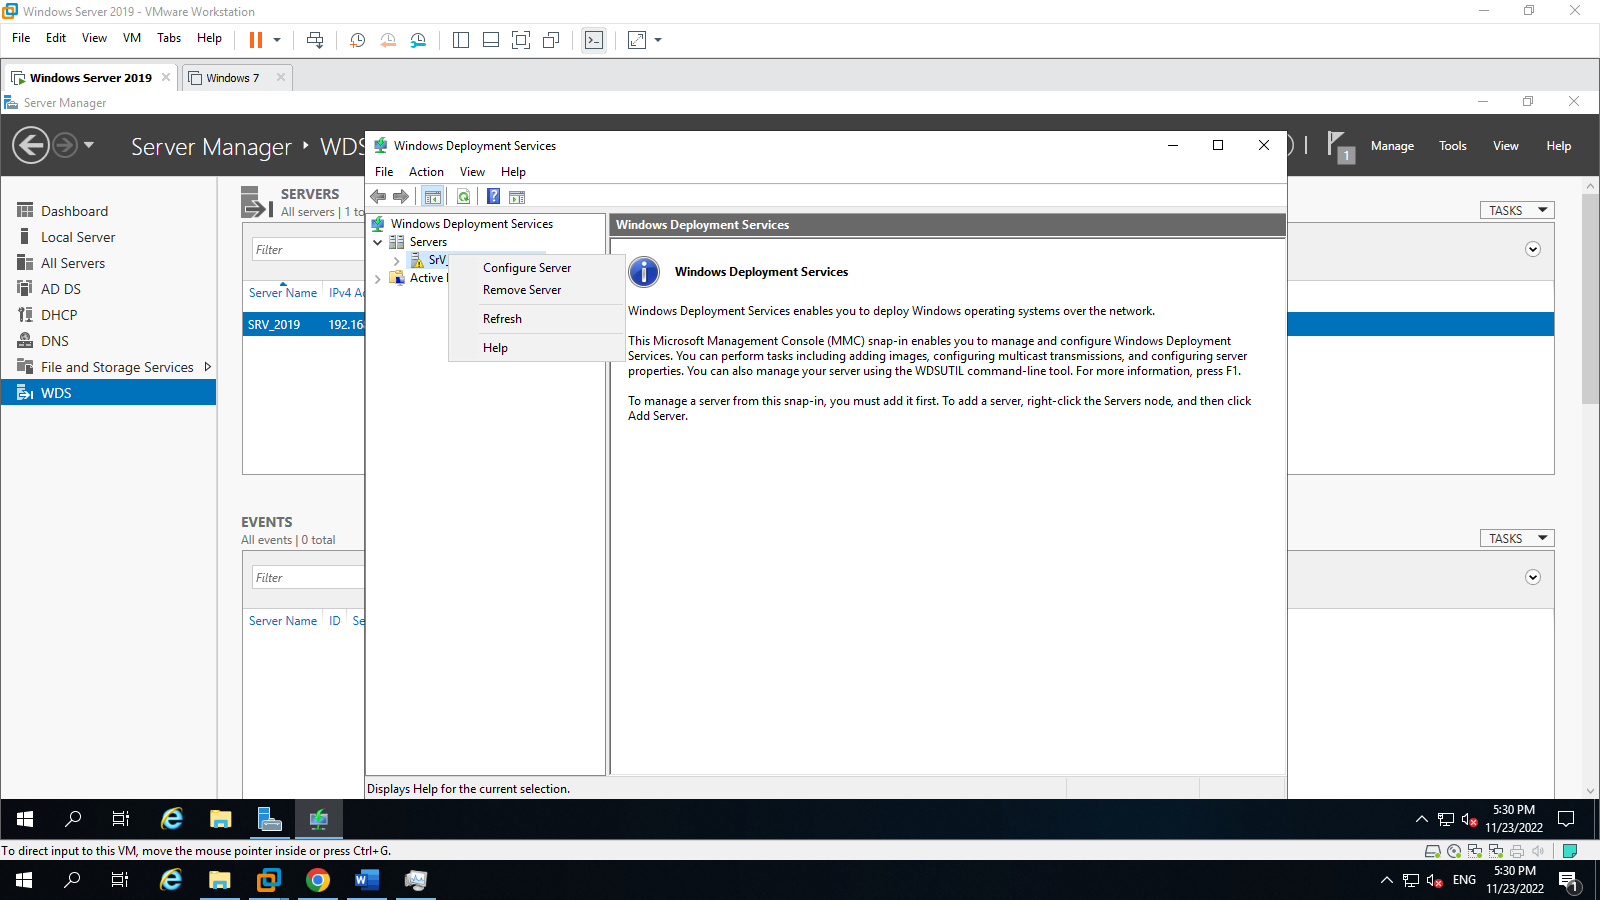 Windows Server 2019 - VMware Workstation
File Edit View VM Tabs Help
Windows Server 2019
Windows 7
Server Manager
Server Manager
WDS
1
Manage Tools View Help
Dashboard
Local Server
All Servers
AD DS
DHCP
DNS
File and Storage Services
WDS
SERVERS
All servers | 1 to
TASKS
Filter
Server Name IPv4 Ad
SRV_2019 192.168
EVENTS
All events | 0 total
TASKS
Filter
Server Name ID Se
Windows Deployment Services
File Action View Help
Windows Deployment Services
Servers
SrV_
Active
Configure Server
Remove Server
Refresh
Help
Windows Deployment Services
Windows Deployment Services
Windows Deployment Services enables you to deploy Windows operating systems over the network.
This Microsoft Management Console (MMC) snap-in enables you to manage and configure Windows Deployment
Services. You can perform tasks including adding images, configuring multicast transmissions, and configuring server
properties. You can also manage your server using the WDSUTIL command-line tool. For more information, press F1.
To manage a server from this snap-in, you must add it first. To add a server, right-click the Servers node, and then click
Add Server.
Displays Help for the current selection.
5:30 PM
11/23/2022
To direct input to this VM, move the mouse pointer inside or press Ctrl+G.
ENG
5:30 PM
11/23/2022
1